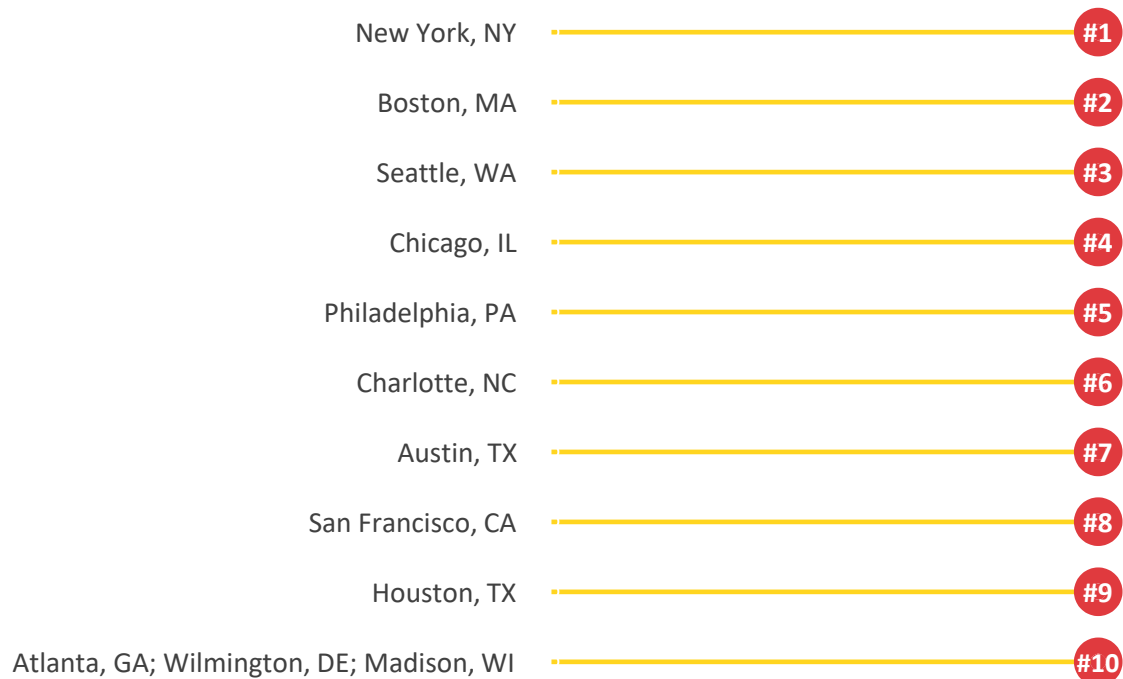 New York, NY #1
Boston, MA #2
Seattle, WA #3
Chicago, IL #4
Philadelphia, PA #5
Charlotte, NC #6
Austin, TX #7
San Francisco, CA #8
Houston, TX #9
Atlanta, GA; Wilmington, DE; Madison, WI #10